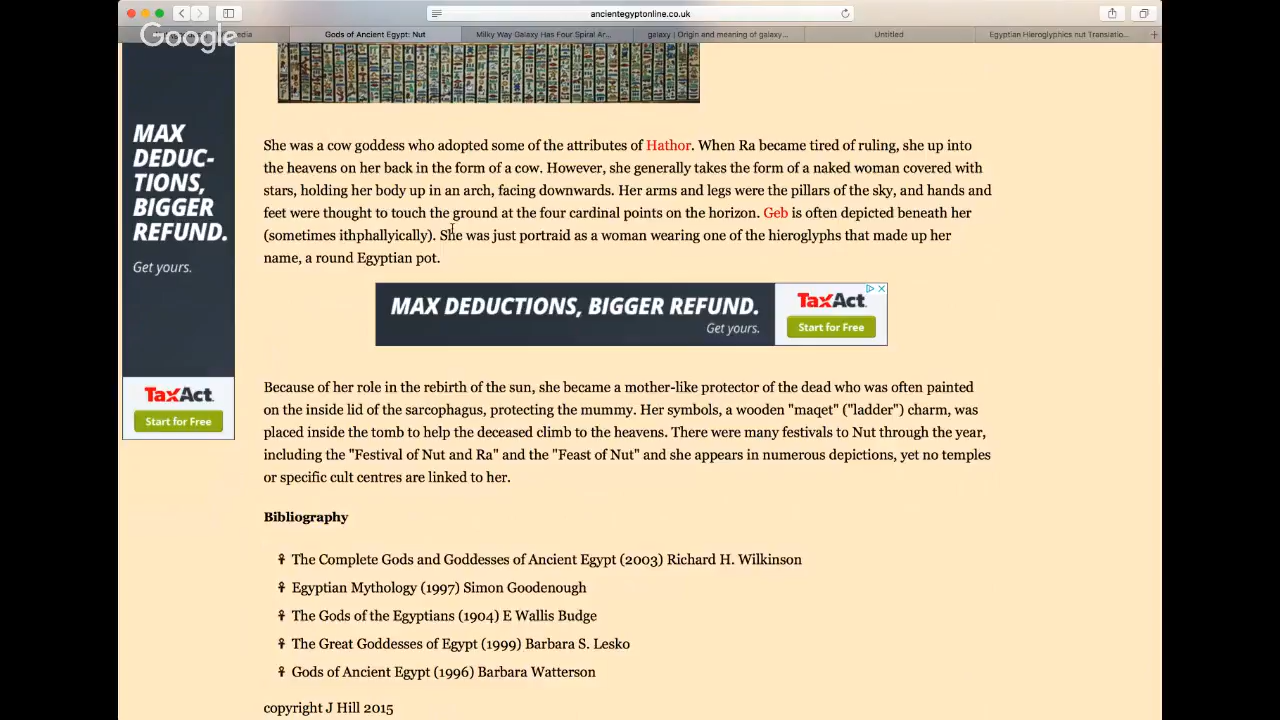 ancientegyptonline.co.uk
Google
edia
Gods of Ancient Egypt: Nut
Milky Way Galaxy Has Four Spiral Ar...
galaxy | Origin and meaning of galaxy...
Untitled
Egyptian Hieroglyphics nut Translatio...
MAX
DEDUC-
TIONS,
BIGGER
REFUND.
Get yours.
TaxAct
Start for Free
She was a cow goddess who adopted some of the attributes of Hathor. When Ra became tired of ruling, she up into
the heavens on her back in the form of a cow. However, she generally takes the form of a naked woman covered with
stars, holding her body up in an arch, facing downwards. Her arms and legs were the pillars of the sky, and hands and
feet were thought to touch the ground at the four cardinal points on the horizon. Geb is often depicted beneath her
(sometimes ithphallyically). She was just portraid as a woman wearing one of the hieroglyphs that made up her
name, a round Egyptian pot.
MAX DEDUCTIONS, BIGGER REFUND.
Get yours.
TaxAct
Start for Free
Because of her role in the rebirth of the sun, she became a mother-like protector of the dead who was often painted
on the inside lid of the sarcophagus, protecting the mummy. Her symbols, a wooden "maqet" ("ladder") charm, was
placed inside the tomb to help the deceased climb to the heavens. There were many festivals to Nut through the year,
including the "Festival of Nut and Ra" and the "Feast of Nut" and she appears in numerous depictions, yet no temples
or specific cult centres are linked to her.
Bibliography
The Complete Gods and Goddesses of Ancient Egypt (2003) Richard H. Wilkinson
Egyptian Mythology (1997) Simon Goodenough
The Gods of the Egyptians (1904) E Wallis Budge
The Great Goddesses of Egypt (1999) Barbara S. Lesko
Gods of Ancient Egypt (1996) Barbara Watterson
copyright J Hill 2015